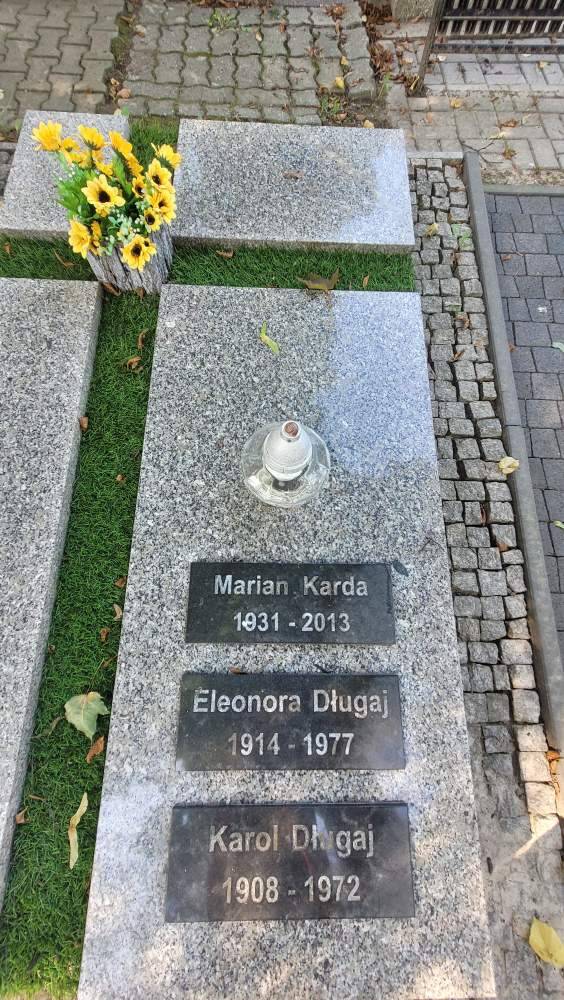 Marian Karda
1931 - 2013
Eleonora Długaj
1914 - 1977
Karol Długaj
1908 - 1972